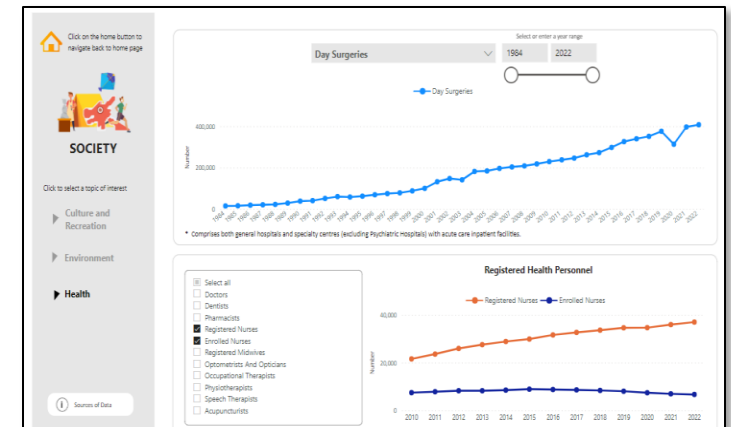 Click on the home button to
navigate back to home page
SOCIETY
Click to select a topic of interest
Culture and
Recreation
Environment
Health
Sources of Data
Select or enter a year range
Day Surgeries
1984 2022
Day Surgeries
Number
400,000
200,000
0
1984 1985 1986 1987 1988 1989 1990 1991 1992 1993 1994 1995 1996 1997 1998 1999 2000 2001 2002 2003 2004 2005 2006 2007 2008 2009 2010 2011 2012 2013 2014 2015 2016 2017 2018 2019 2020 2021 2022
* Comprises both general hospitals and specialty centres (excluding Psychiatric Hospitals) with acute care inpatient facilities.
Select all
Doctors
Dentists
Pharmacists
Registered Nurses
Enrolled Nurses
Registered Midwives
Optometrists And Opticians
Occupational Therapists
Physiotherapists
Speech Therapists
Acupuncturists
Registered Health Personnel
Registered Nurses Enrolled Nurses
Number
40,000
20,000
0
2010 2011 2012 2013 2014 2015 2016 2017 2018 2019 2020 2021 2022